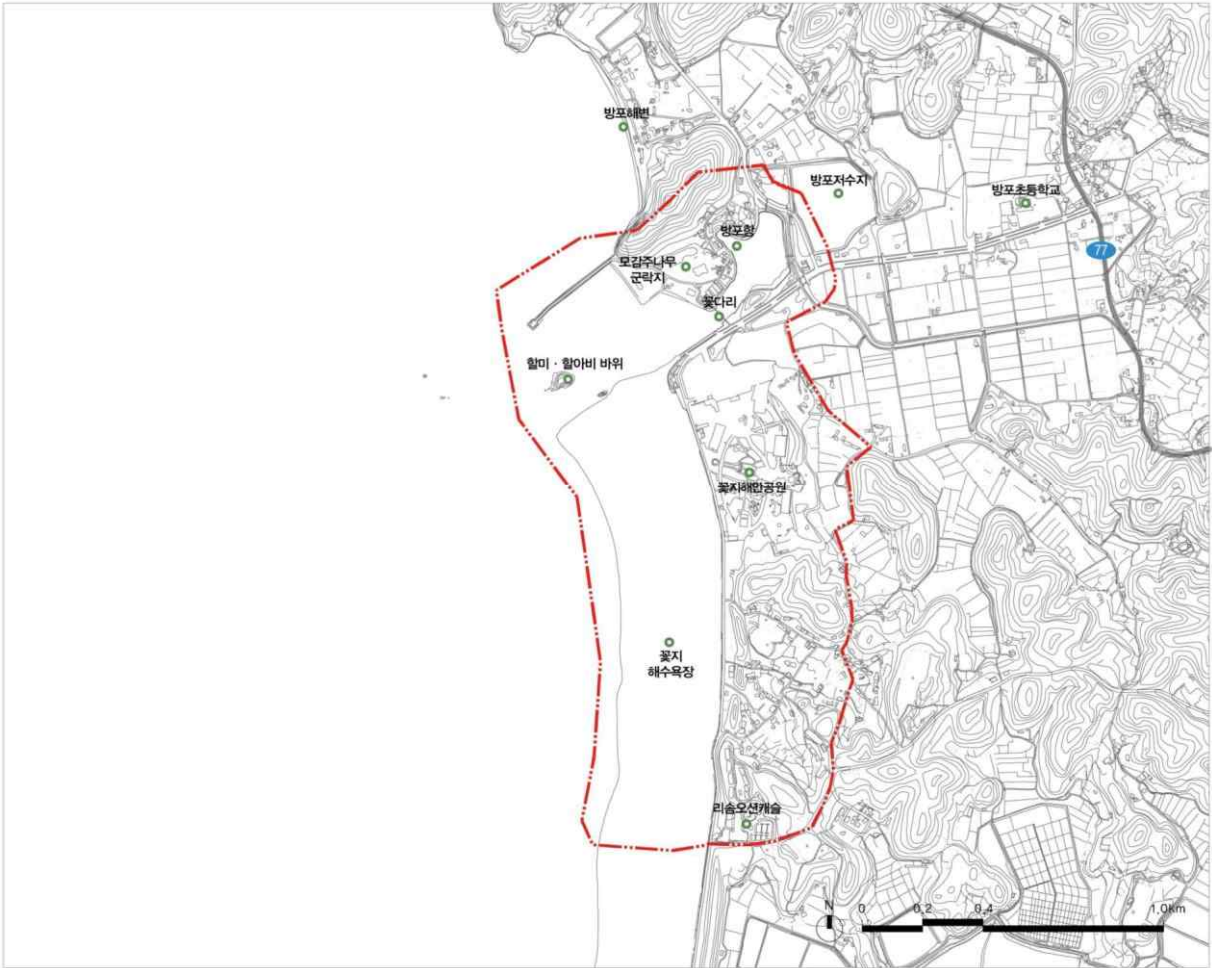 방포해변
방포저수지
방포초등학교
방포항
77
모감주나무
군락지
꽃다리
할미 · 할아비 바위
꽃지해안공원
꽃지
해수욕장
리솜오션캐슬
N
0 0.2 0.4 1.0Km